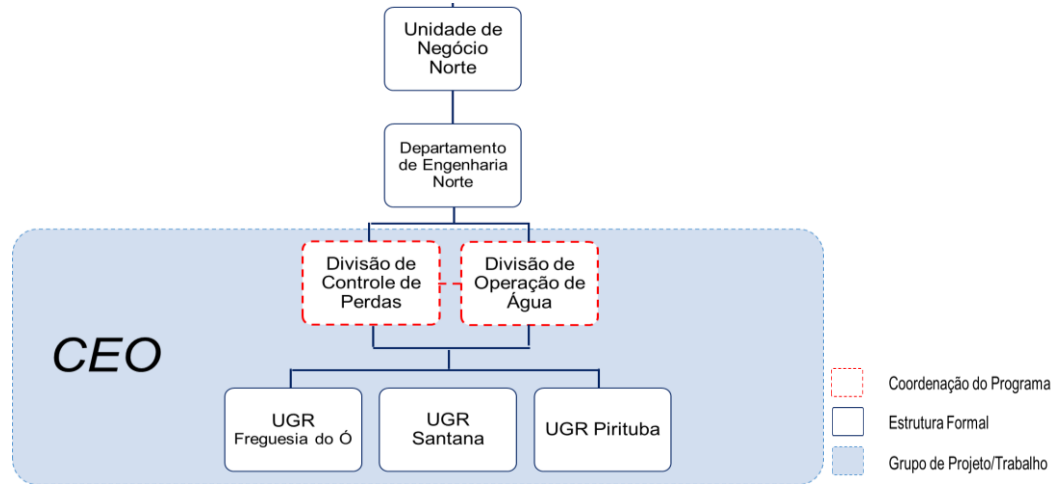 Unidade de
Negócio
Norte
Departamento
de Engenharia
Norte
Divisão de
Controle de
Perdas
Divisão de
Operação de
Água
CEO
UGR
Freguesia do Ó
UGR
Santana
UGR Pirituba
Coordenação do Programa
Estrutura Formal
Grupo de Projeto/Trabalho